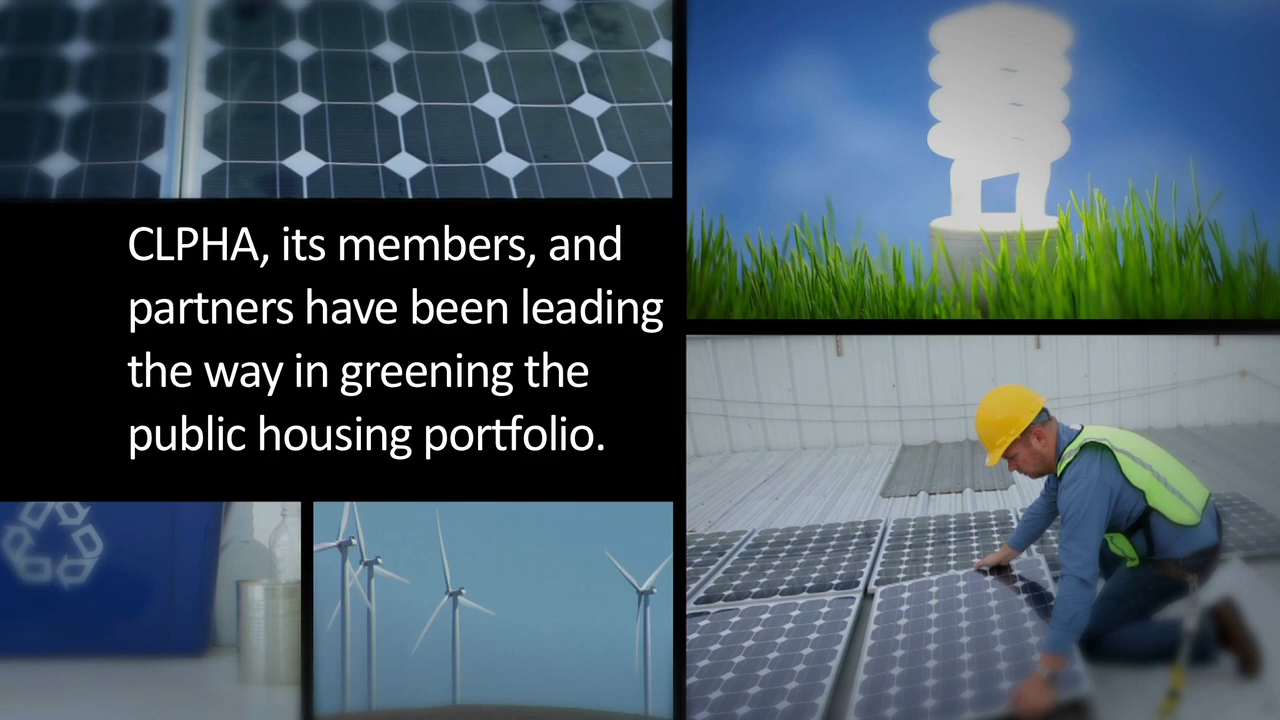 CLPHA, its members, and
partners have been leading
the way in greening the
public housing portfolio.